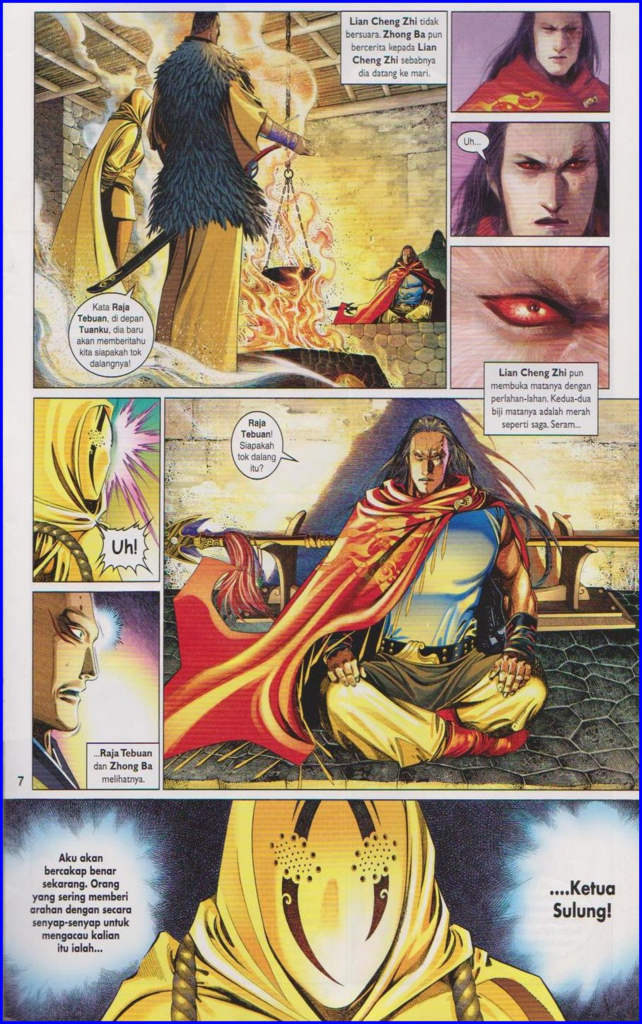 Lian Cheng Zhi tidak
bersuara. Zhong Ba pun
bercerita kepada Lian
Cheng Zhi sebabnya
dia datang ke mari.
Uh...
Kata Raja
Tebuan, di depan
Tuanku, dia baru
akan memberitahu
kita siapakah tok
dalangnya!
Lian Cheng Zhi pun
membuka matanya dengan
perlahan-lahan. Kedua-dua
biji matanya adalah merah
seperti saga. Seram...
Raja
Tebuan!
Siapakah
tok dalang
itu?
Uh!
...Raja Tebuan
dan Zhong Ba
melihatnya.
7
Aku akan
bercakap benar
sekarang. Orang
yang sering memberi
arahan dengan secara
senyap-senyap untuk
mengacau kalian
itu ialah...
....Ketua
Sulung!